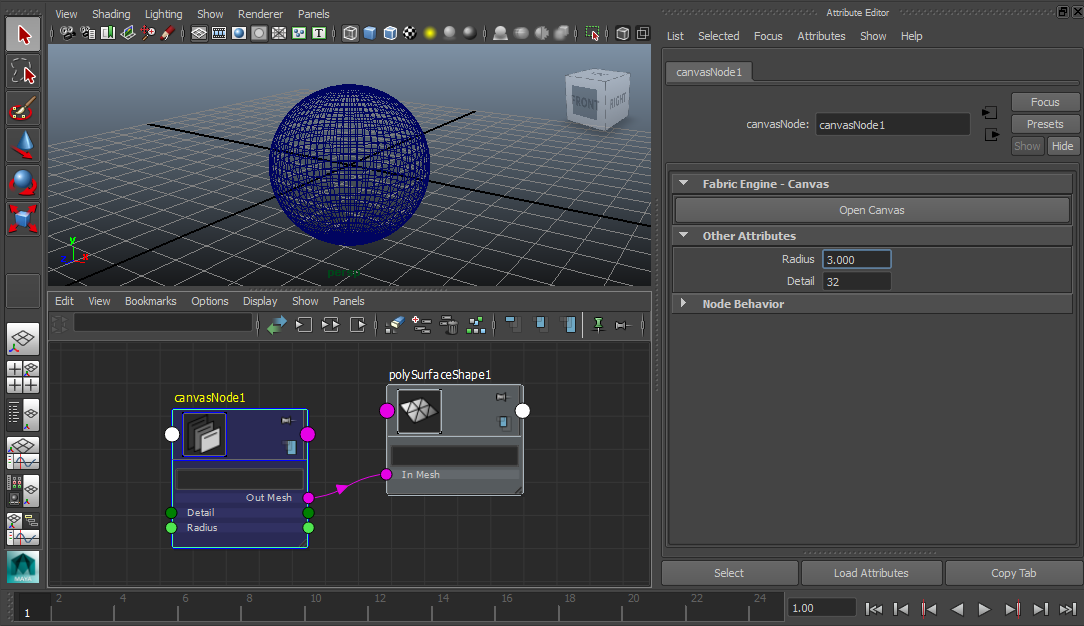 View Shading Lighting Show Renderer Panels
T
FRONT RIGHT
y
persp
Edit View Bookmarks Options Display Show Panels
canvasNode1
Out Mesh
Detail
Radius
polySurfaceShape1
In Mesh
MAYA
Attribute Editor
List Selected Focus Attributes Show Help
canvasNode1
canvasNode: canvasNode1
Focus
Presets
Show Hide
Fabric Engine - Canvas
Open Canvas
Other Attributes
Radius 3.000
Detail 32
Node Behavior
Select Load Attributes Copy Tab
2 4 6 8 10 12 14 16 18 20 22 24
1
1.00